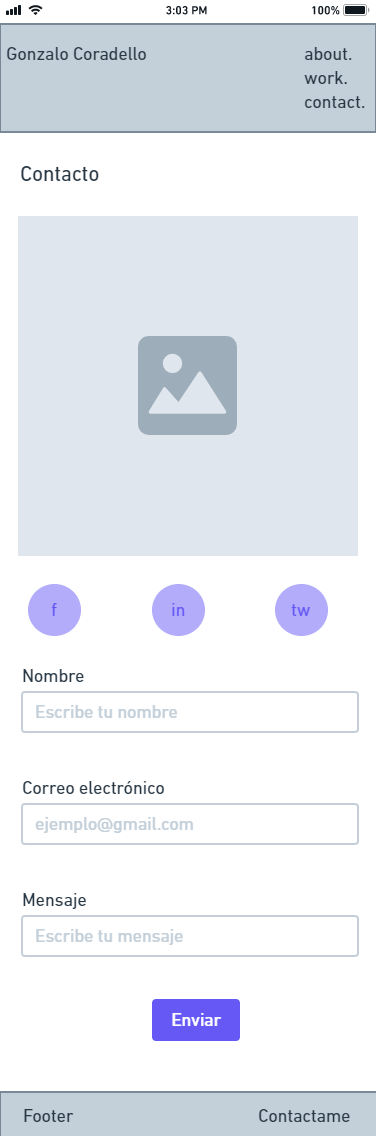 3:03 PM
100%
Gonzalo Coradello
about.
work.
contact.
Contacto
f
in
tw
Nombre
Escribe tu nombre
Correo electrónico
ejemplo@gmail.com
Mensaje
Escribe tu mensaje
Enviar
Footer
Contactame